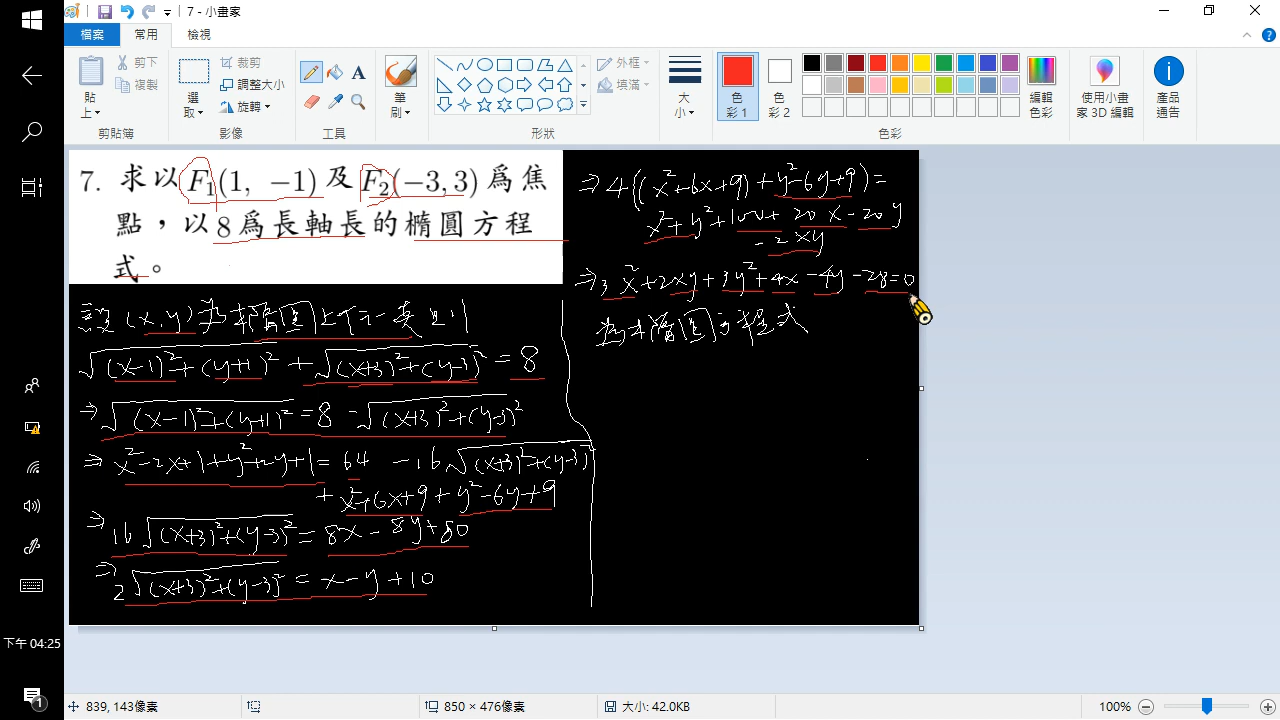 7 - 小畫家
檔案 常用 檢視
貼上 剪下 複製 剪貼簿
選取 裁剪 調整大小 旋轉 影像
工具
筆刷
外框 填滿 形狀
大小
色彩 1 色彩 2 編輯色彩 色彩
使用小畫家 3D 編輯
產品通告
7. 求以 F₁(1, −1) 及 F₂(−3, 3) 爲焦
點，以 8 爲長軸長的橢圓方程
式。
設 (x,y) 為橢圓上任一點 則
√((x-1)²+(y+1)²) + √((x+3)²+(y-3)²) = 8
⇒ √((x-1)²+(y+1)²) = 8 - √((x+3)²+(y-3)²)
⇒ x²-2x+1+y²+2y+1 = 64 - 16√((x+3)²+(y-3)²)
+ x²+6x+9+y²-6y+9
⇒ 16√((x+3)²+(y-3)²) = 8x-8y+80
⇒ 2√((x+3)²+(y-3)²) = x-y+10
⇒ 4((x²+6x+9)+y²-6y+9) =
x²+y²+100+20x-20y
-2xy
⇒ 3x²+2xy+3y²+4x-4y-28=0
為橢圓方程式
下午 04:25
1
839, 143像素
850 × 476像素
大小: 42.0KB
100%